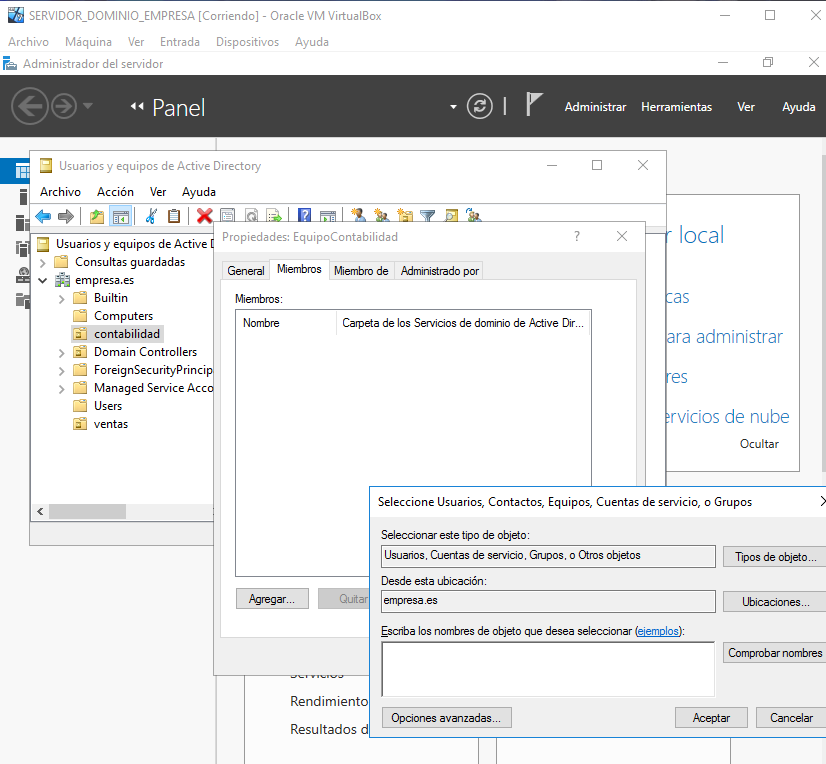 SERVIDOR_DOMINIO_EMPRESA [Corriendo] - Oracle VM VirtualBox
Archivo Máquina Ver Entrada Dispositivos Ayuda
Administrador del servidor
Panel
Administrar Herramientas Ver Ayuda
Usuarios y equipos de Active Directory
Archivo Acción Ver Ayuda
Usuarios y equipos de Active D
Consultas guardadas
empresa.es
Builtin
Computers
contabilidad
Domain Controllers
ForeignSecurityPrincip
Managed Service Acco
Users
ventas
Propiedades: EquipoContabilidad
General Miembros Miembro de Administrado por
Miembros:
Nombre Carpeta de los Servicios de dominio de Active Dir...
Agregar... Quitar
r local
cas
ara administrar
res
ervicios de nube
Ocultar
Seleccione Usuarios, Contactos, Equipos, Cuentas de servicio, o Grupos
Seleccionar este tipo de objeto:
Usuarios, Cuentas de servicio, Grupos, o Otros objetos
Tipos de objeto...
Desde esta ubicación:
empresa.es
Ubicaciones...
Escriba los nombres de objeto que desea seleccionar (ejemplos):
Comprobar nombres
Opciones avanzadas...
Aceptar Cancelar
Servicios
Rendimiento
Resultados d